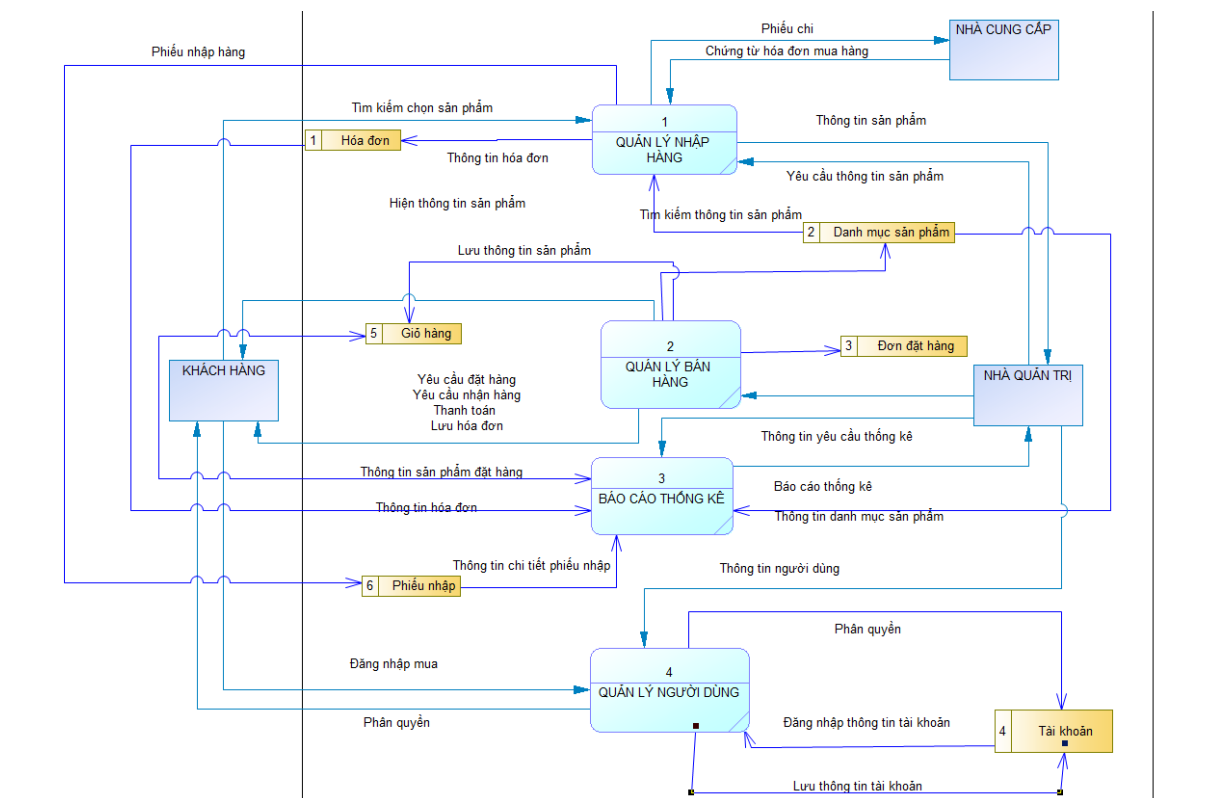 Phiếu chi
NHÀ CUNG CẤP
Phiếu nhập hàng
Chứng từ hóa đơn mua hàng
Tìm kiếm chọn sản phẩm
1
QUẢN LÝ NHẬP
HÀNG
Thông tin sản phẩm
1 Hóa đơn
Thông tin hóa đơn
Yêu cầu thông tin sản phẩm
Hiện thông tin sản phẩm
Tìm kiếm thông tin sản phẩm
2 Danh mục sản phẩm
Lưu thông tin sản phẩm
5 Giỏ hàng
2
QUẢN LÝ BÁN
HÀNG
3 Đơn đặt hàng
KHÁCH HÀNG
NHÀ QUẢN TRỊ
Yêu cầu đặt hàng
Yêu cầu nhận hàng
Thanh toán
Lưu hóa đơn
Thông tin yêu cầu thống kê
Thông tin sản phẩm đặt hàng
3
BÁO CÁO THỐNG KÊ
Báo cáo thống kê
Thông tin hóa đơn
Thông tin danh mục sản phẩm
Thông tin chi tiết phiếu nhập
Thông tin người dùng
6 Phiếu nhập
Phân quyền
Đăng nhập mua
4
QUẢN LÝ NGƯỜI DÙNG
Phân quyền
Đăng nhập thông tin tài khoản
4 Tài khoản
Lưu thông tin tài khoản